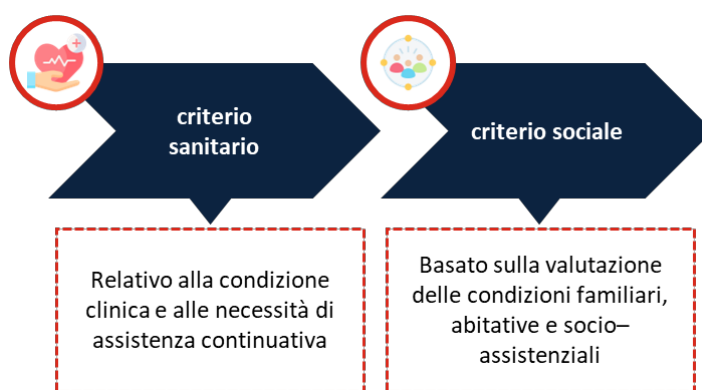 criterio
sanitario
criterio sociale
Relativo alla condizione
clinica e alle necessità di
assistenza continuativa
Basato sulla valutazione
delle condizioni familiari,
abitative e socio–
assistenziali